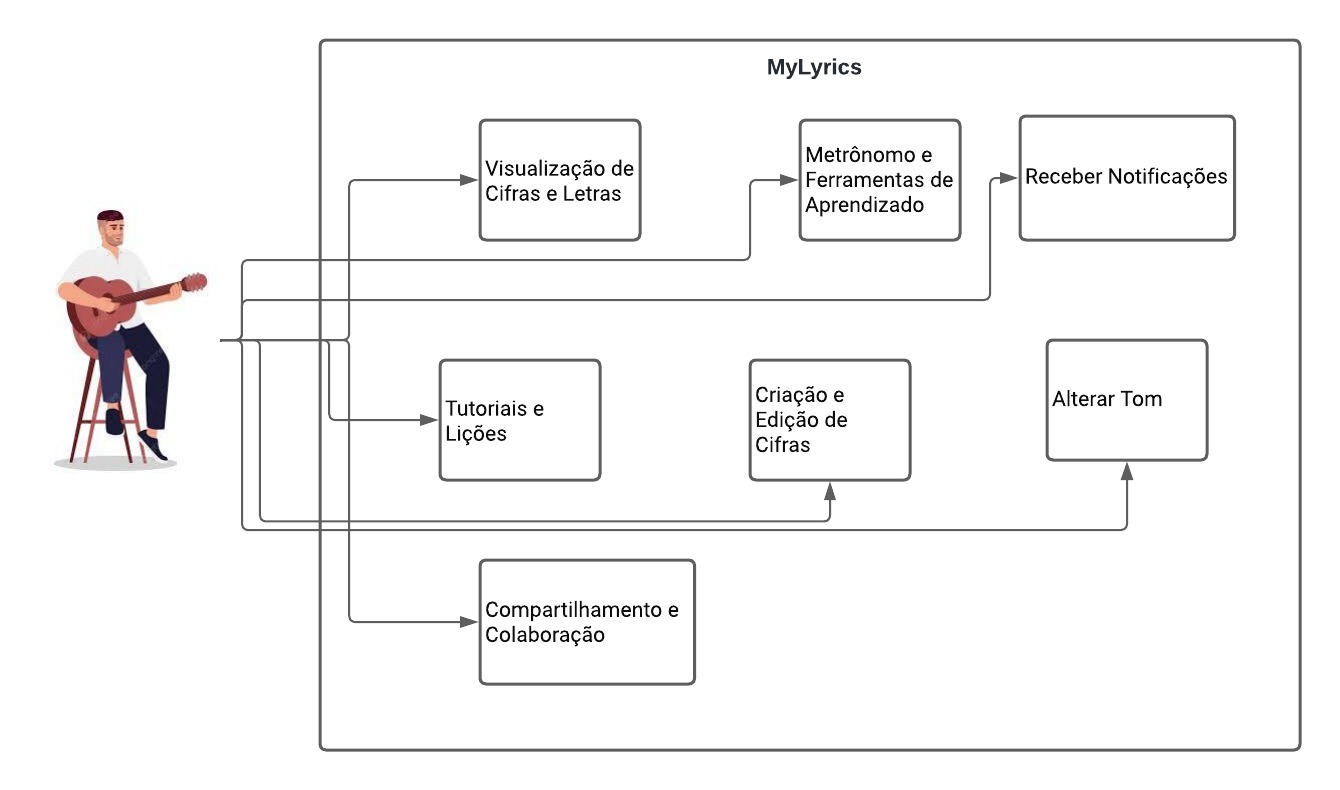 MyLyrics
Visualização de
Cifras e Letras
Metrônomo e
Ferramentas de
Aprendizado
Receber Notificações
Tutoriais e
Lições
Criação e
Edição de
Cifras
Alterar Tom
Compartilhamento e
Colaboração